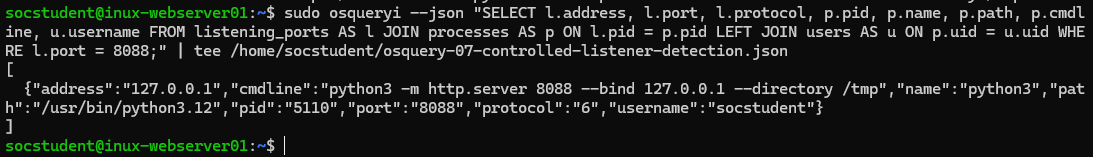 socstudent@inux-webserver01:~$ sudo osqueryi --json "SELECT l.address, l.port, l.protocol, p.pid, p.name, p.path, p.cmdl
ine, u.username FROM listening_ports AS l JOIN processes AS p ON l.pid = p.pid LEFT JOIN users AS u ON p.uid = u.uid WHE
RE l.port = 8088;" | tee /home/socstudent/osquery-07-controlled-listener-detection.json
[
  {"address":"127.0.0.1","cmdline":"python3 -m http.server 8088 --bind 127.0.0.1 --directory /tmp","name":"python3","pat
h":"/usr/bin/python3.12","pid":"5110","port":"8088","protocol":"6","username":"socstudent"}
]
socstudent@inux-webserver01:~$